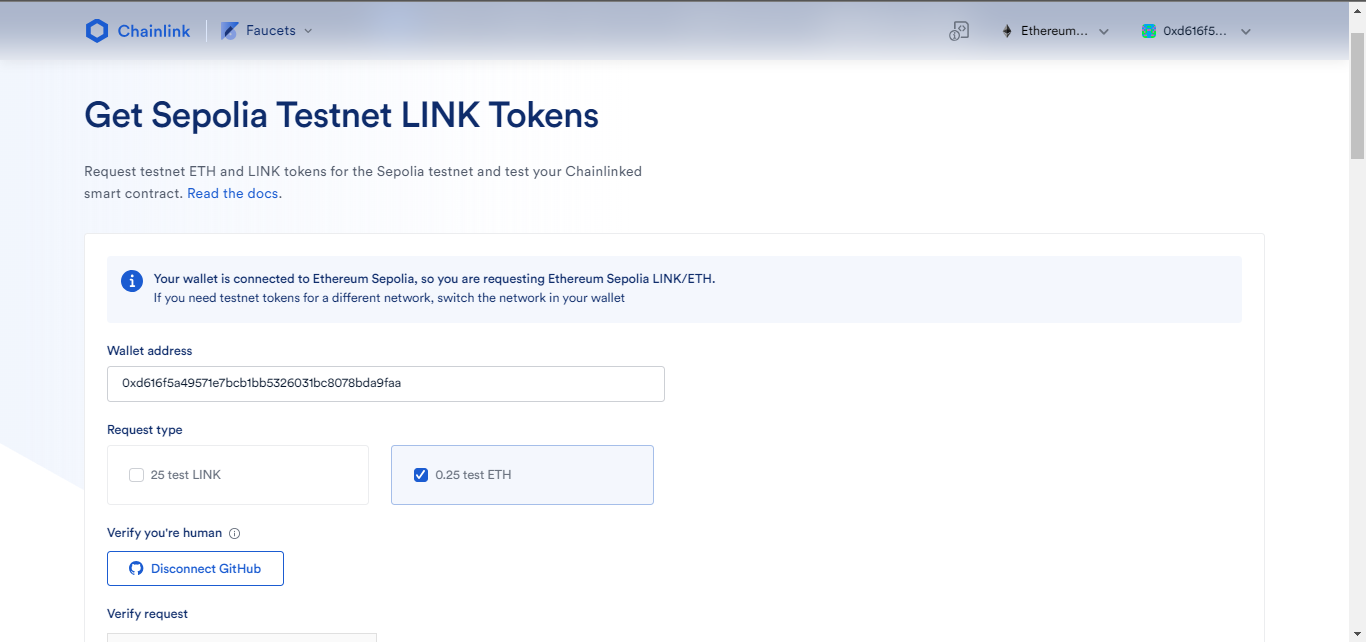 Chainlink
Faucets
Ethereum...
0xd616f5...
Get Sepolia Testnet LINK Tokens
Request testnet ETH and LINK tokens for the Sepolia testnet and test your Chainlinked
smart contract. Read the docs.
Your wallet is connected to Ethereum Sepolia, so you are requesting Ethereum Sepolia LINK/ETH.
If you need testnet tokens for a different network, switch the network in your wallet
Wallet address
0xd616f5a49571e7bcb1bb5326031bc8078bda9faa
Request type
25 test LINK
0.25 test ETH
Verify you're human
Disconnect GitHub
Verify request